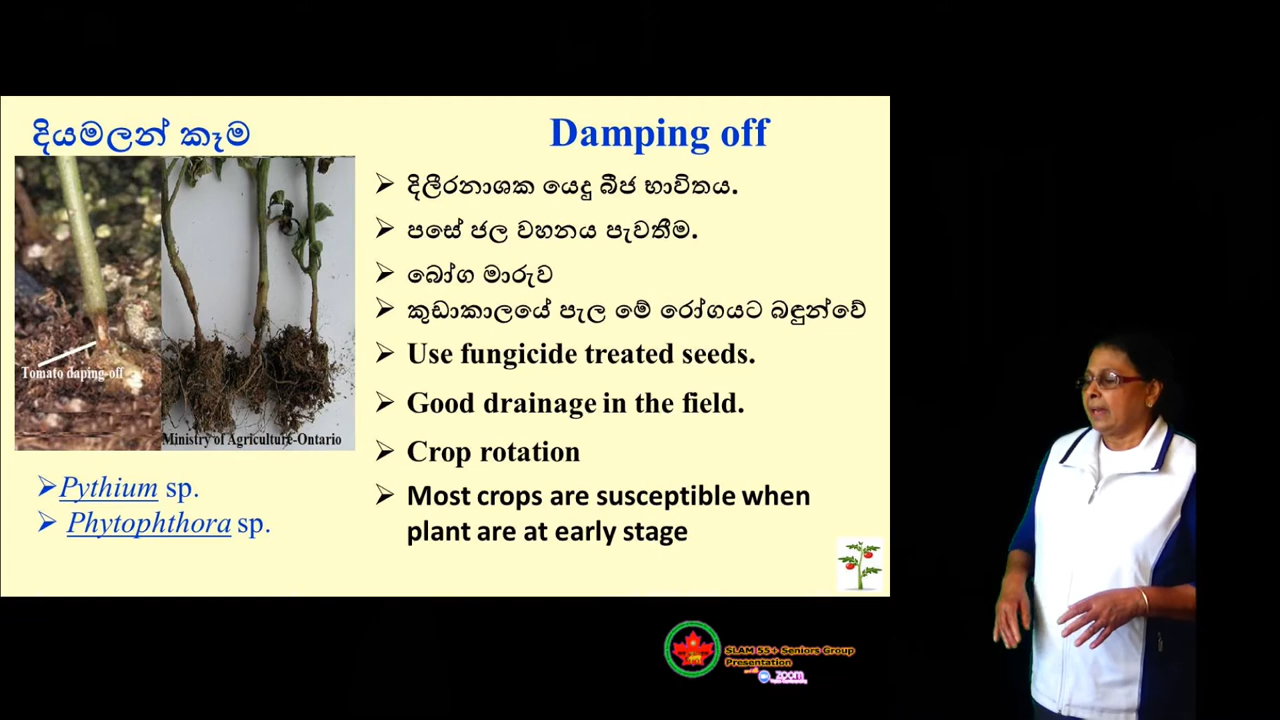 දියමලන් කෑම
Damping off
Tomato daping-off
Ministry of Agriculture-Ontario
➢Pythium sp.
➢ Phytophthora sp.
➢ දිලීරනාශක යෙදු බීජ භාවිතය.
➢ පසේ ජල වහනය පැවතීම.
➢ බෝග මාරුව
➢ කුඩාකාලයේ පැල මේ රෝගයට බඳුන්වේ
➢ Use fungicide treated seeds.
➢ Good drainage in the field.
➢ Crop rotation
➢ Most crops are susceptible when
plant are at early stage
SLAM 55+ Seniors Group
Presentation
zoom